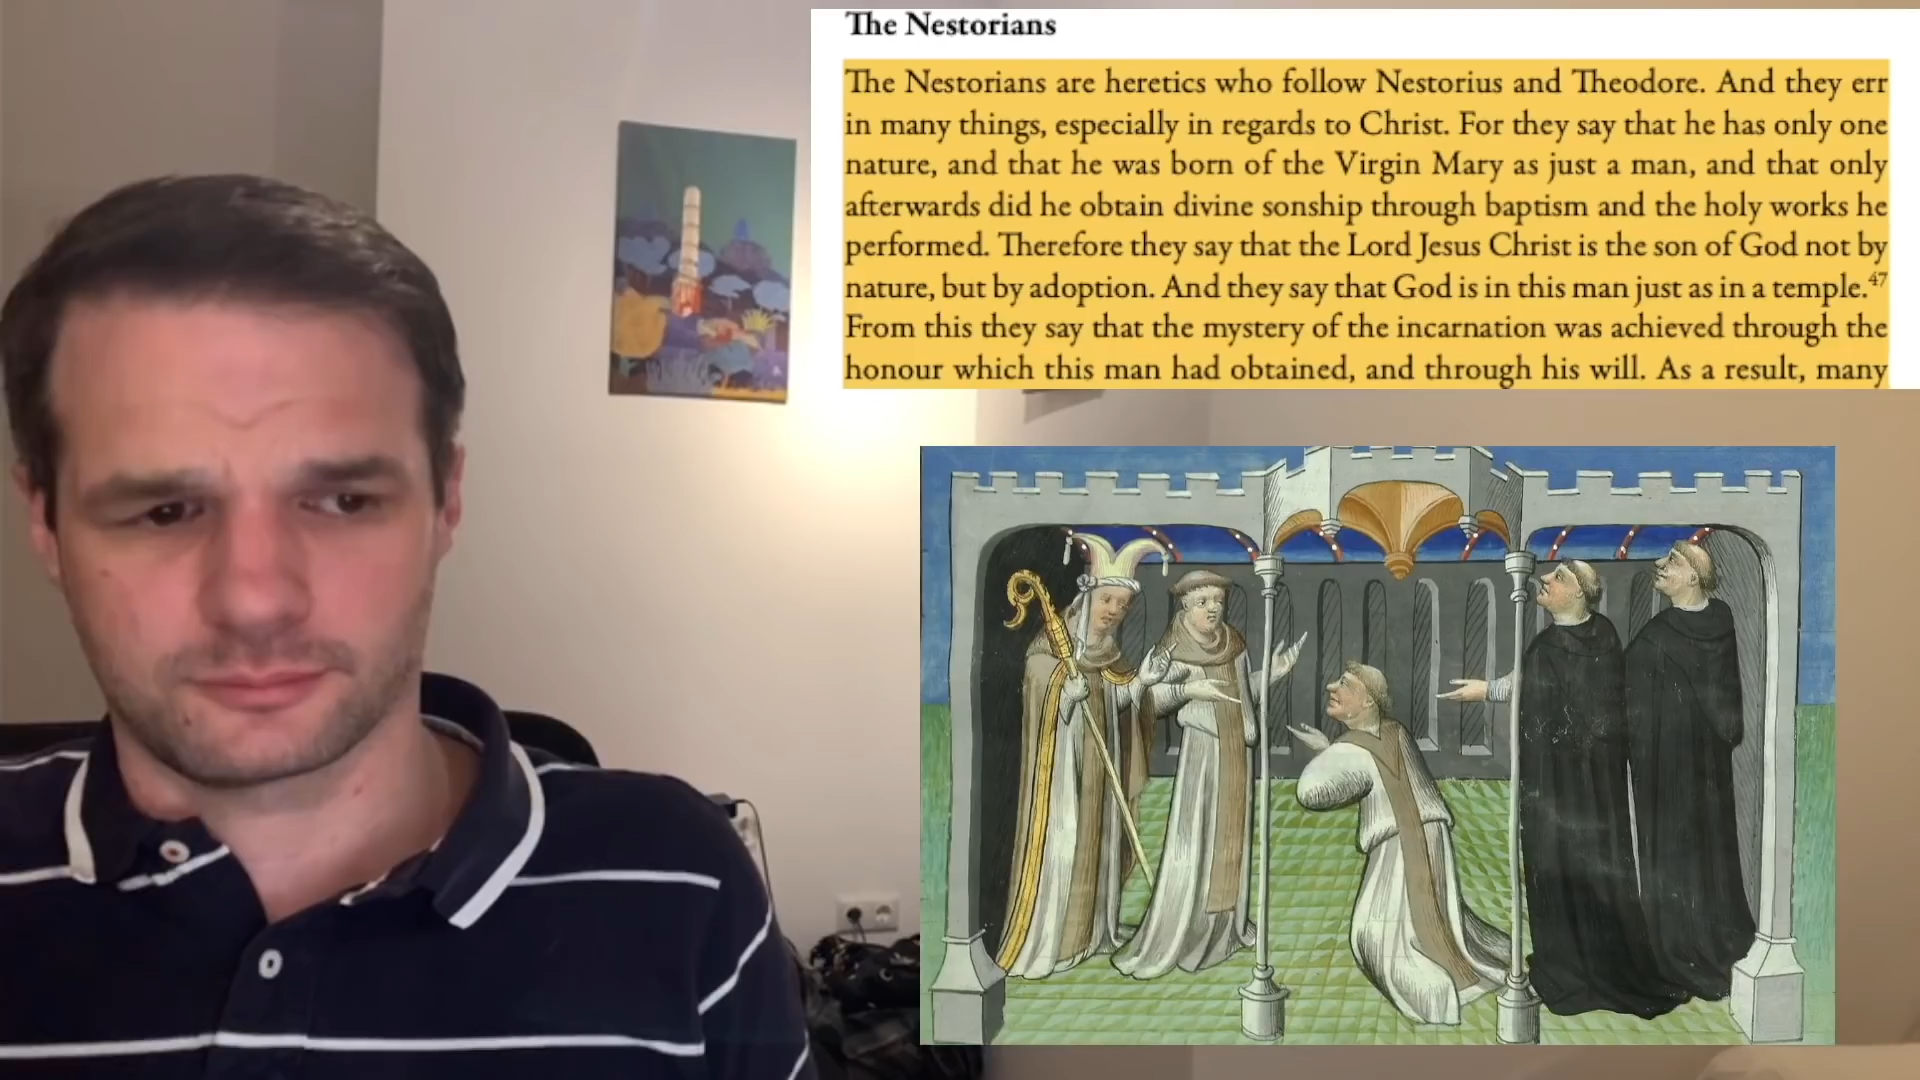 The Nestorians
The Nestorians are heretics who follow Nestorius and Theodore. And they err
in many things, especially in regards to Christ. For they say that he has only one
nature, and that he was born of the Virgin Mary as just a man, and that only
afterwards did he obtain divine sonship through baptism and the holy works he
performed. Therefore they say that the Lord Jesus Christ is the son of God not by
nature, but by adoption. And they say that God is in this man just as in a temple.47
From this they say that the mystery of the incarnation was achieved through the
honour which this man had obtained, and through his will. As a result, many